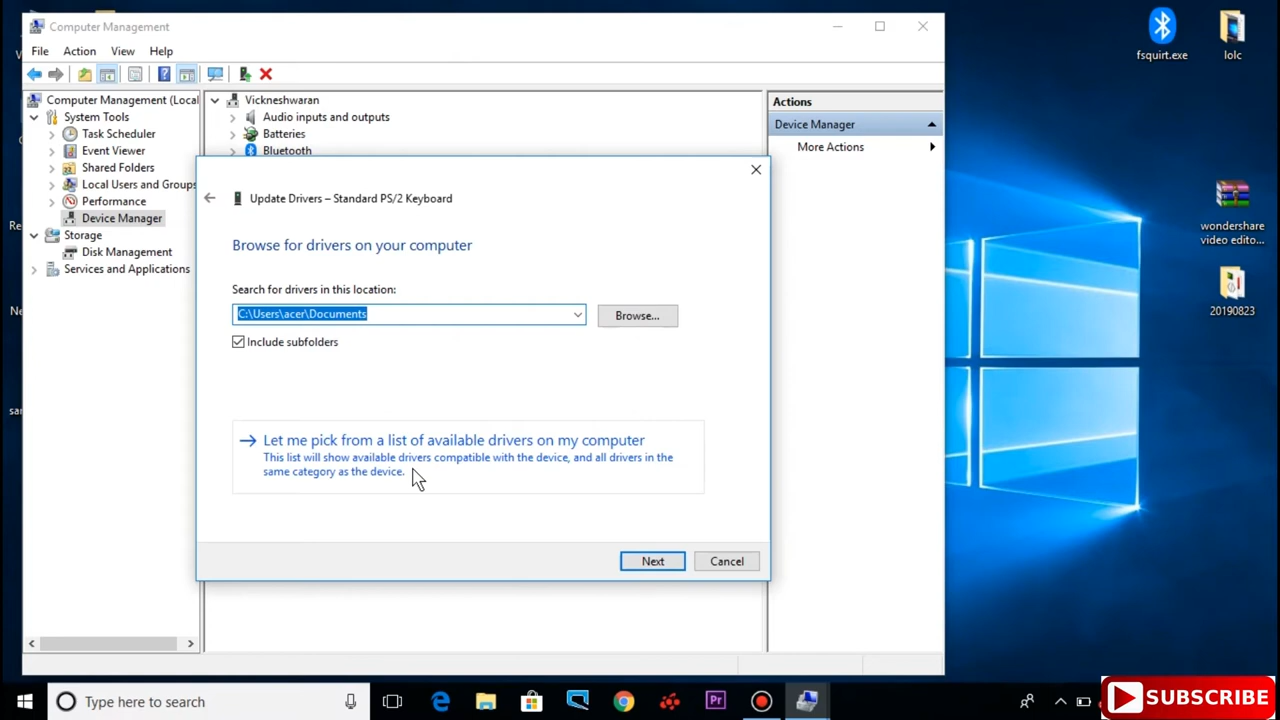 Computer Management
File Action View Help
Computer Management (Local
System Tools
Task Scheduler
Event Viewer
Shared Folders
Local Users and Groups
Performance
Device Manager
Storage
Disk Management
Services and Applications
Vickneshwaran
Audio inputs and outputs
Batteries
Bluetooth
Actions
Device Manager
More Actions
Update Drivers – Standard PS/2 Keyboard
Browse for drivers on your computer
Search for drivers in this location:
C:\Users\acer\Documents
Browse...
Include subfolders
Let me pick from a list of available drivers on my computer
This list will show available drivers compatible with the device, and all drivers in the
same category as the device.
Next Cancel
fsquirt.exe
lolc
wondershare
video edito...
20190823
Type here to search
Pr
SUBSCRIBE